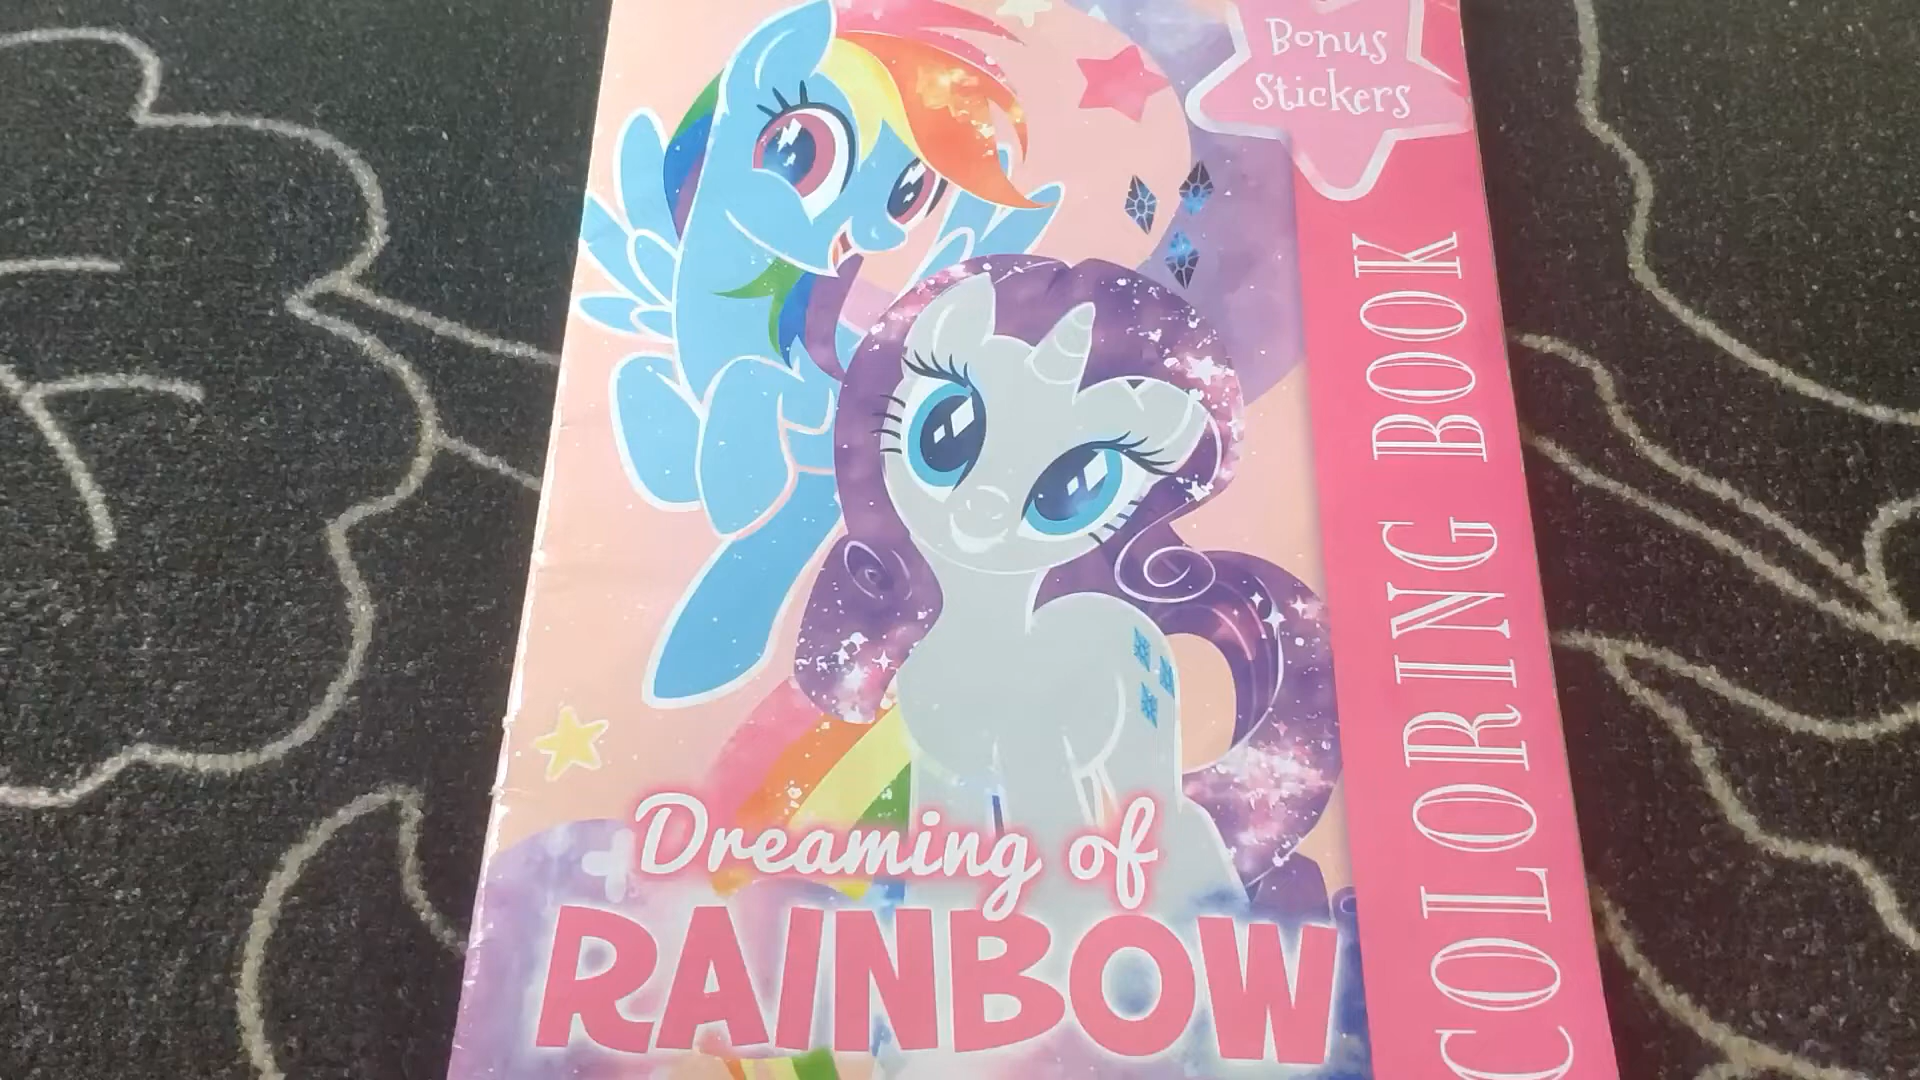 Bonus
Stickers
COLORING BOOK
Dreaming of
RAINBOW